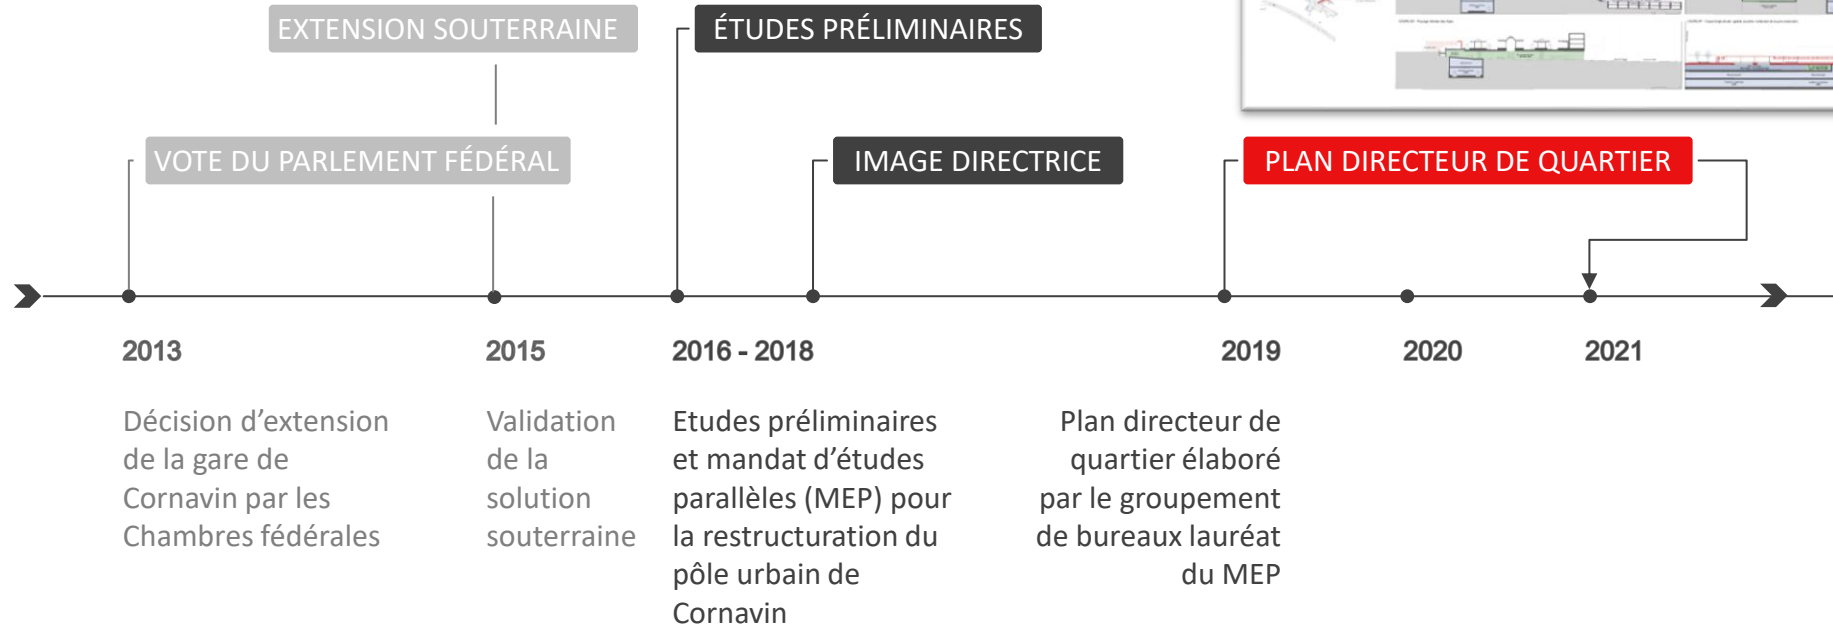 EXTENSION SOUTERRAINE
ÉTUDES PRÉLIMINAIRES
VOTE DU PARLEMENT FÉDÉRAL
IMAGE DIRECTRICE
PLAN DIRECTEUR DE QUARTIER
2013
2015
2016 - 2018
2019
2020
2021
Décision d’extension
de la gare de
Cornavin par les
Chambres fédérales
Validation
de la
solution
souterraine
Etudes préliminaires
et mandat d’études
parallèles (MEP) pour
la restructuration du
pôle urbain de
Cornavin
Plan directeur de
quartier élaboré
par le groupement
de bureaux lauréat
du MEP